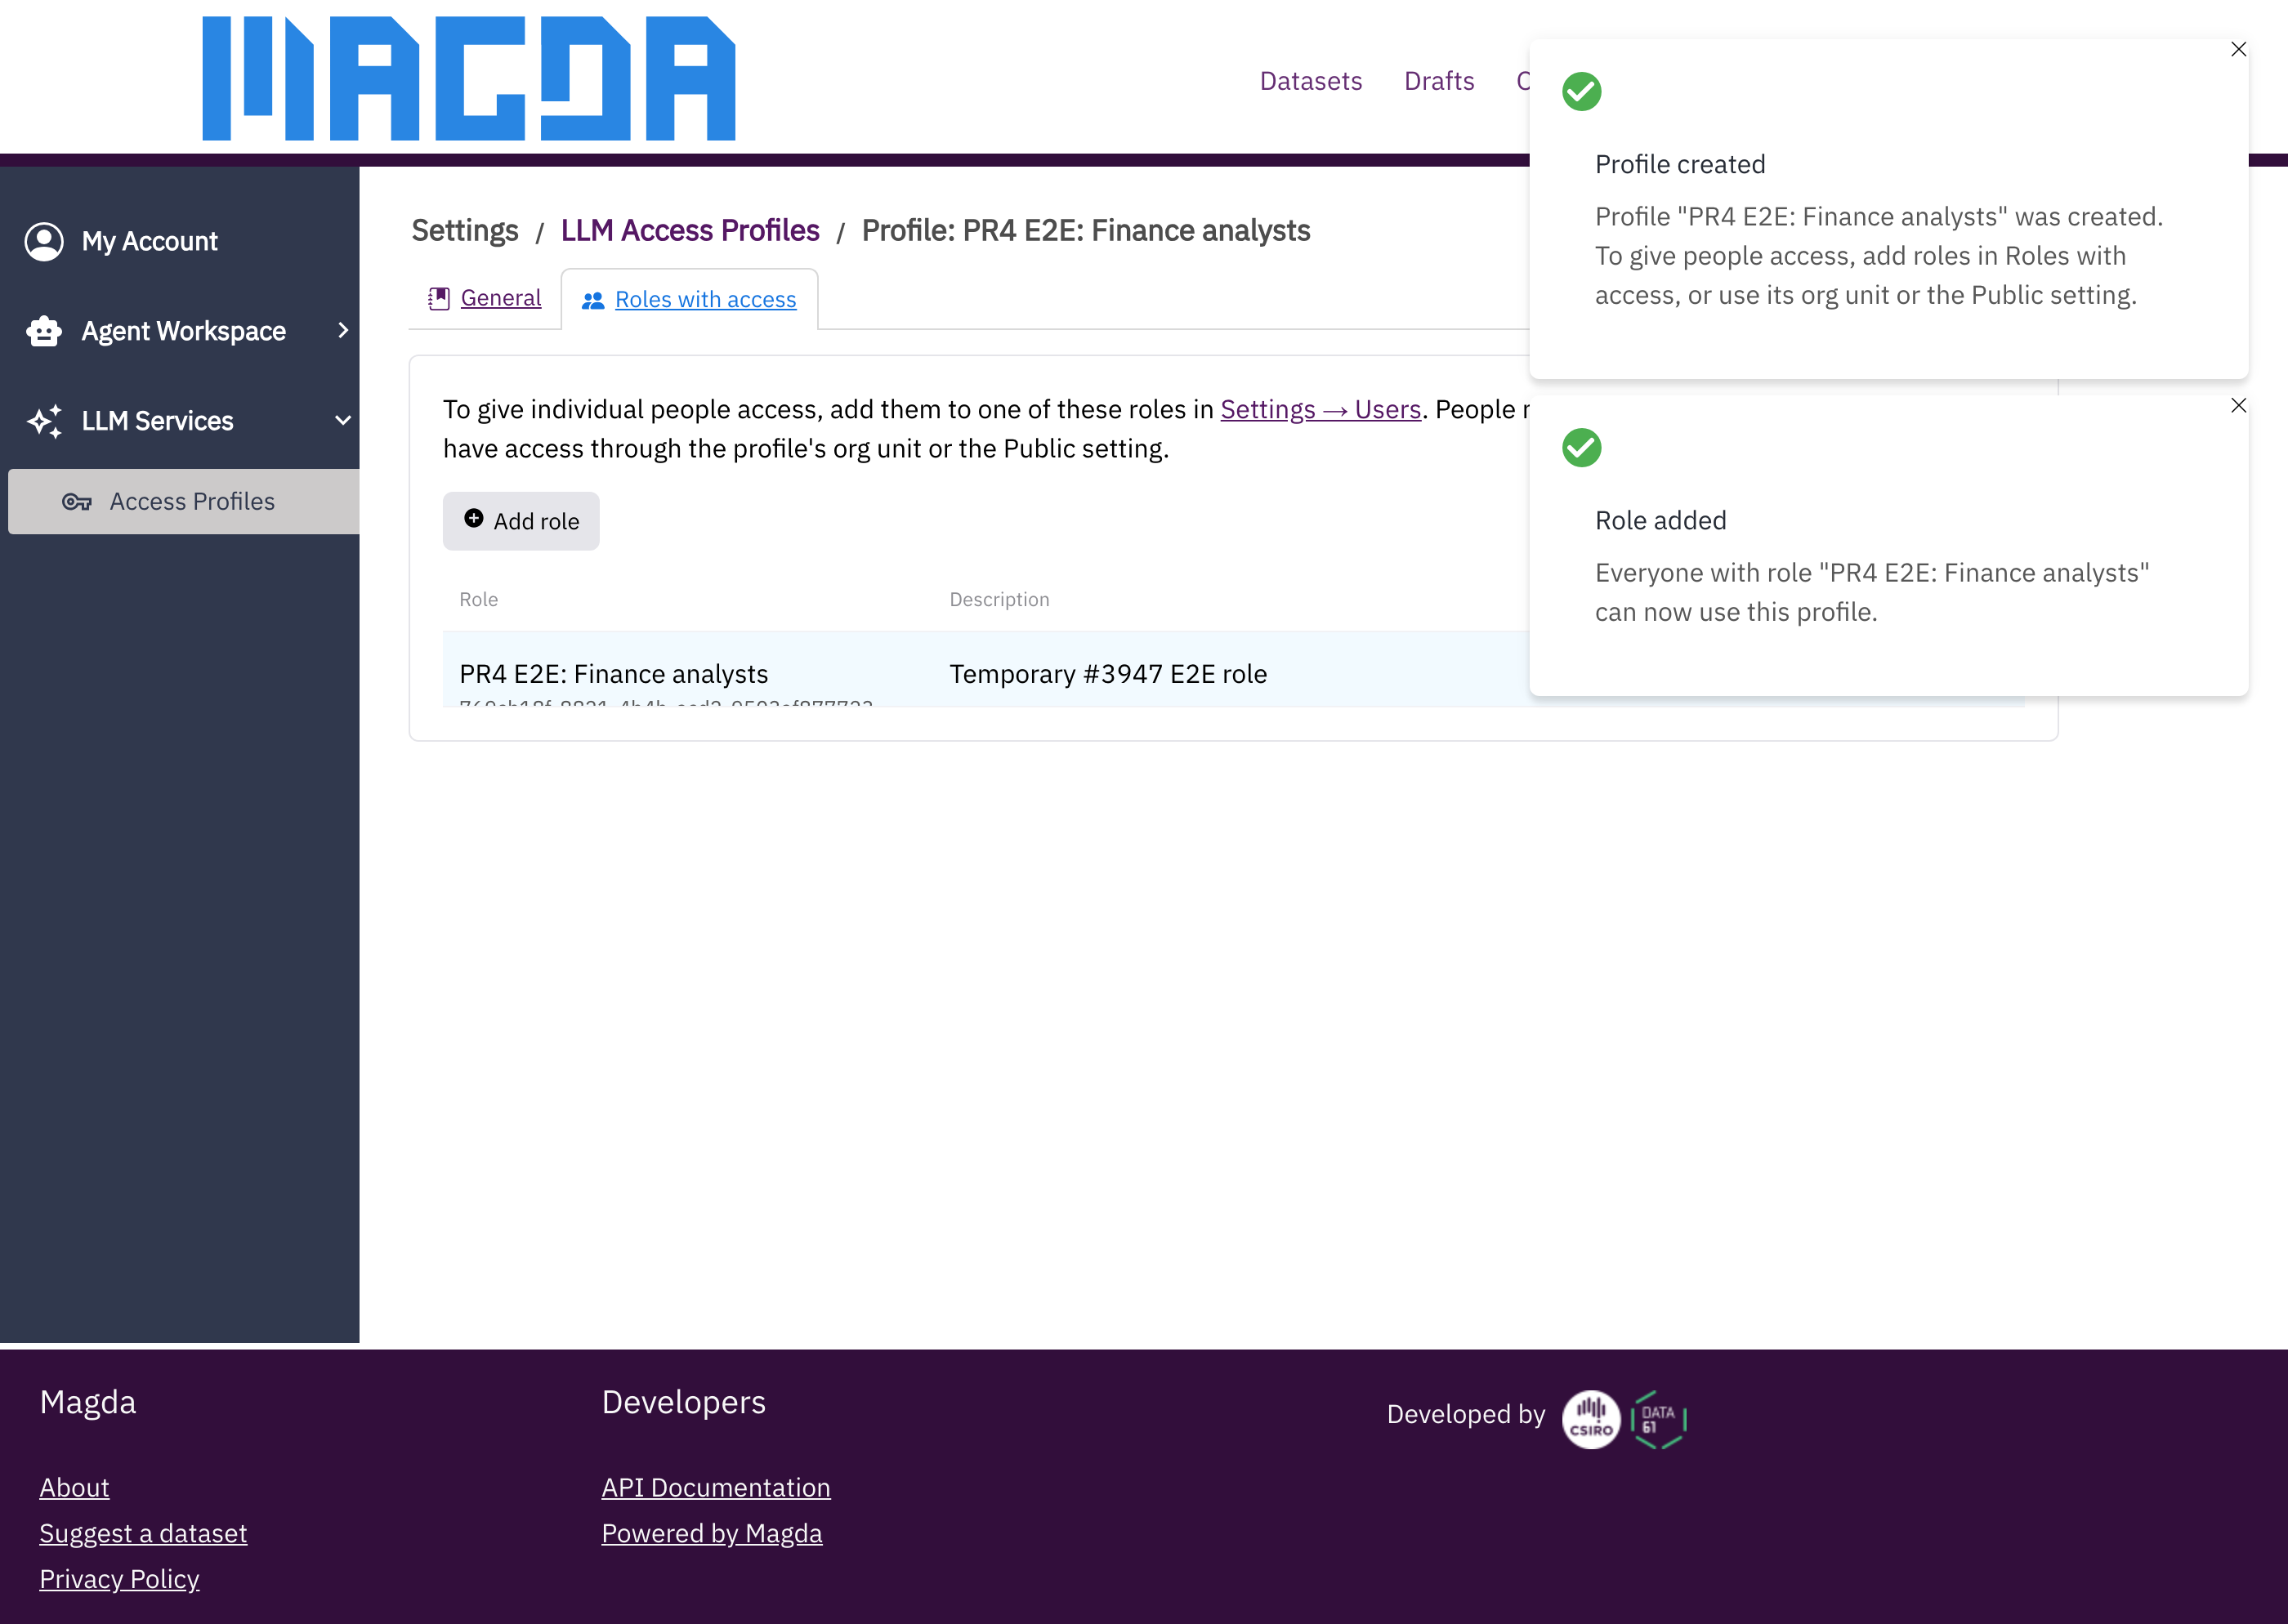 MAGDA
Datasets Drafts
My Account
Agent Workspace
LLM Services
Access Profiles
Settings / LLM Access Profiles / Profile: PR4 E2E: Finance analysts
General Roles with access
To give individual people access, add them to one of these roles in Settings → Users. People
have access through the profile's org unit or the Public setting.
Add role
Role Description
PR4 E2E: Finance analysts Temporary #3947 E2E role
Profile created
Profile "PR4 E2E: Finance analysts" was created.
To give people access, add roles in Roles with
access, or use its org unit or the Public setting.
Role added
Everyone with role "PR4 E2E: Finance analysts"
can now use this profile.
Magda
About
Suggest a dataset
Privacy Policy
Developers
API Documentation
Powered by Magda
Developed by
CSIRO
DATA
61